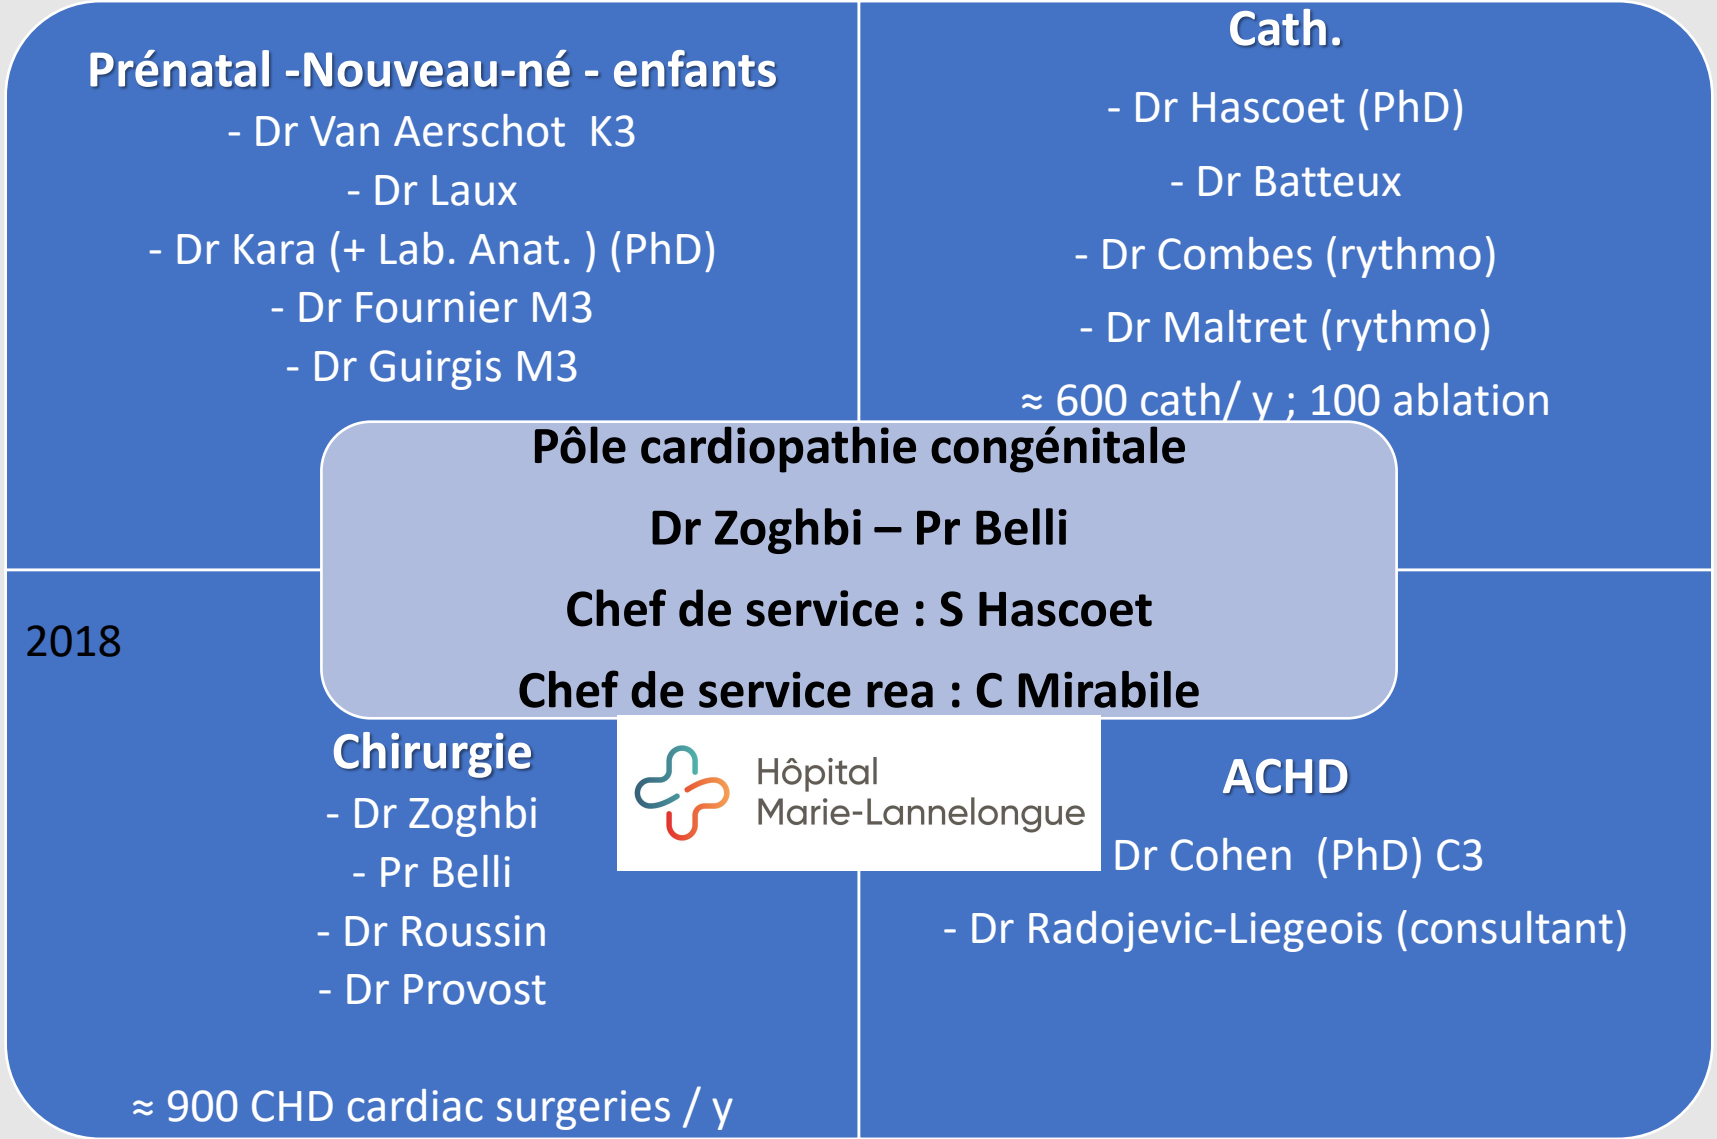 Prénatal -Nouveau-né - enfants
- Dr Van Aerschot  K3
- Dr Laux
- Dr Kara (+ Lab. Anat. ) (PhD)
- Dr Fournier M3
- Dr Guirgis M3
Cath.
- Dr Hascoet (PhD)
- Dr Batteux
- Dr Combes (rythmo)
- Dr Maltret (rythmo)
≈ 600 cath/ y ; 100 ablation
Pôle cardiopathie congénitale
Dr Zoghbi – Pr Belli
Chef de service : S Hascoet
Chef de service rea : C Mirabile
2018
Chirurgie
- Dr Zoghbi
- Pr Belli
- Dr Roussin
- Dr Provost
≈ 900 CHD cardiac surgeries / y
Hôpital
Marie-Lannelongue
ACHD
Dr Cohen  (PhD) C3
- Dr Radojevic-Liegeois (consultant)